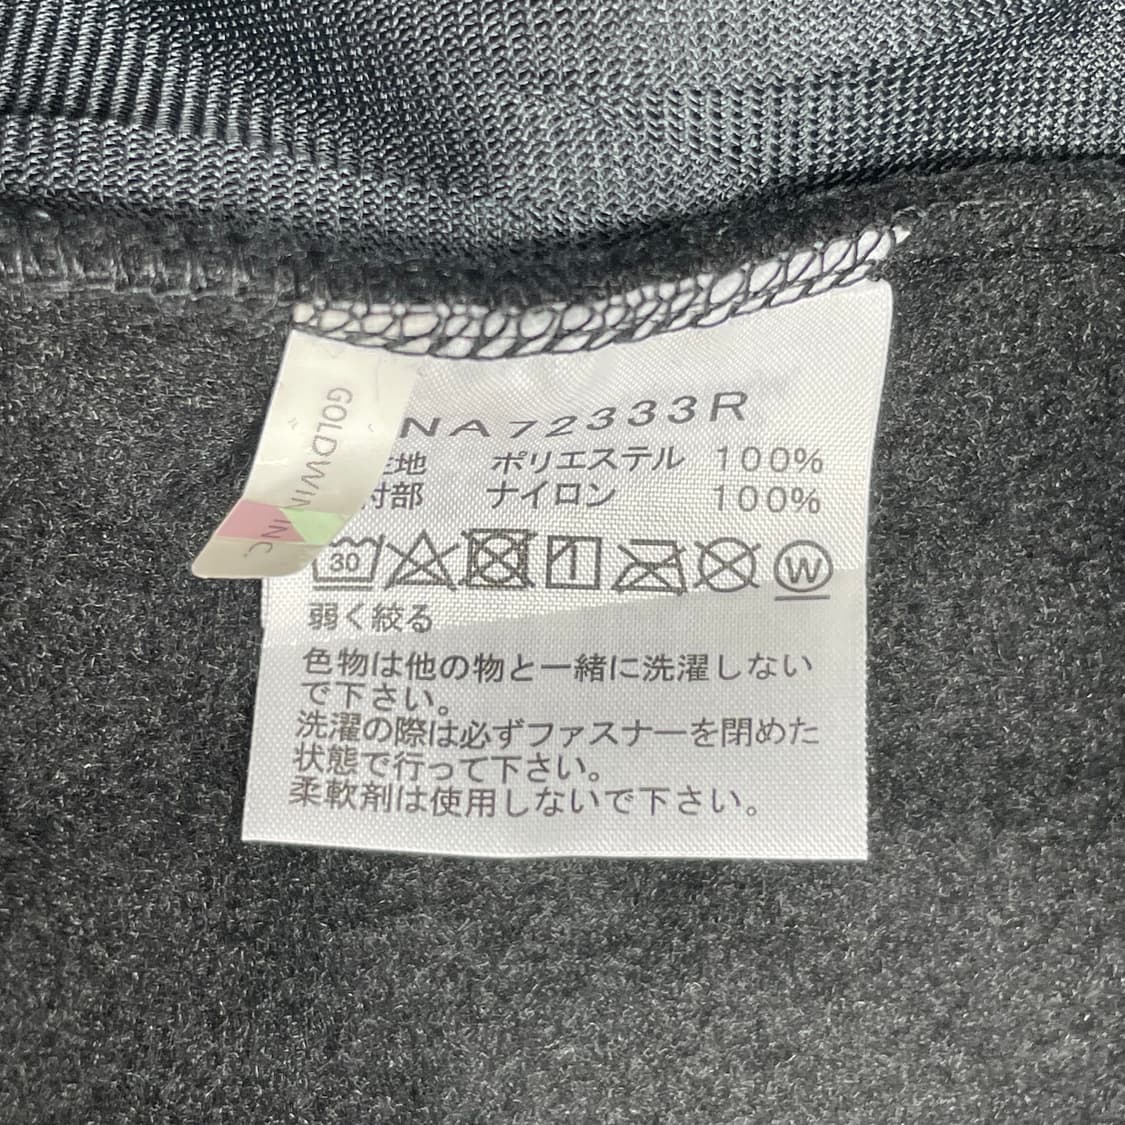 GOLDWIN INC.
NA72333R
生地 ポリエステル 100%
付部 ナイロン 100%
30
W
弱く絞る
色物は他の物と一緒に洗濯しない
で下さい。
洗濯の際は必ずファスナーを閉めた
状態で行って下さい。
柔軟剤は使用しないで下さい。